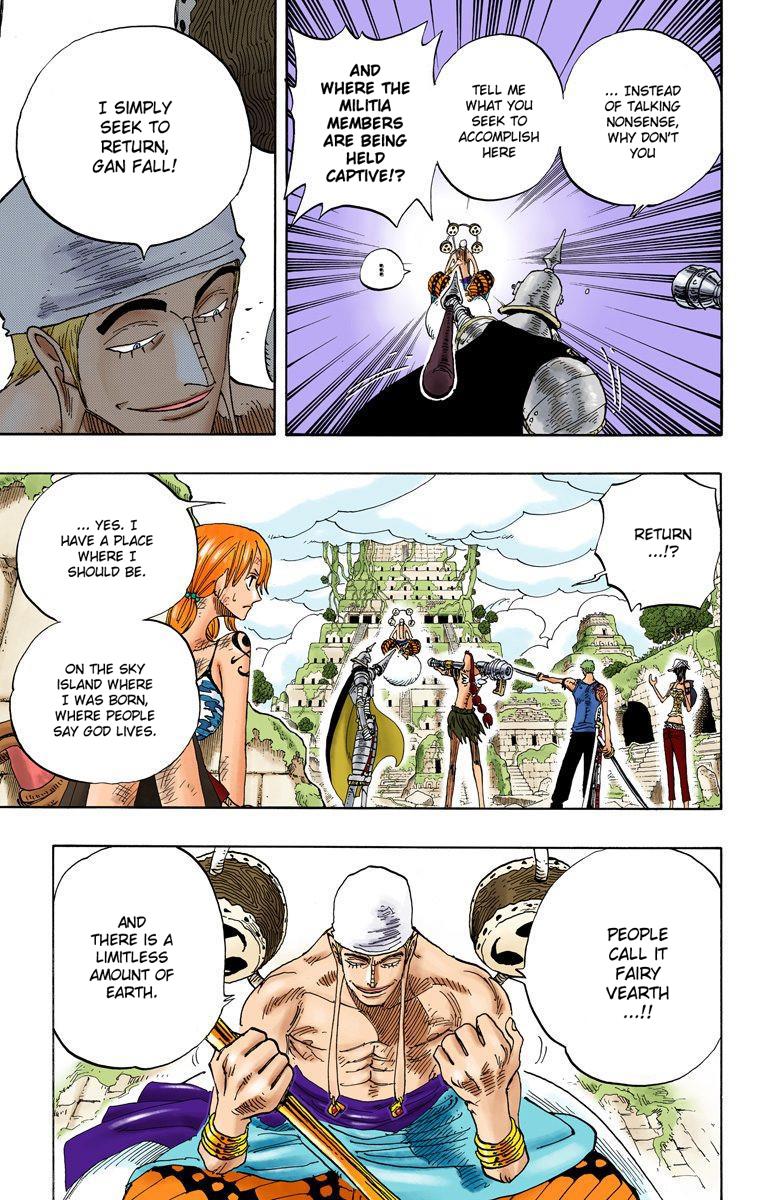 ... INSTEAD
OF TALKING
NONSENSE,
WHY DON'T
YOU
TELL ME
WHAT YOU
SEEK TO
ACCOMPLISH
HERE
AND
WHERE THE
MILITIA
MEMBERS
ARE BEING
HELD
CAPTIVE!?
...
I SIMPLY
SEEK TO
RETURN,
GAN FALL!
RETURN
...!?
... YES. I
HAVE A PLACE
WHERE I
SHOULD BE.
ON THE SKY
ISLAND WHERE
I WAS BORN,
WHERE PEOPLE
SAY GOD LIVES.
PEOPLE
CALL IT
FAIRY
VEARTH
...!!
AND
THERE IS A
LIMITLESS
AMOUNT OF
EARTH.